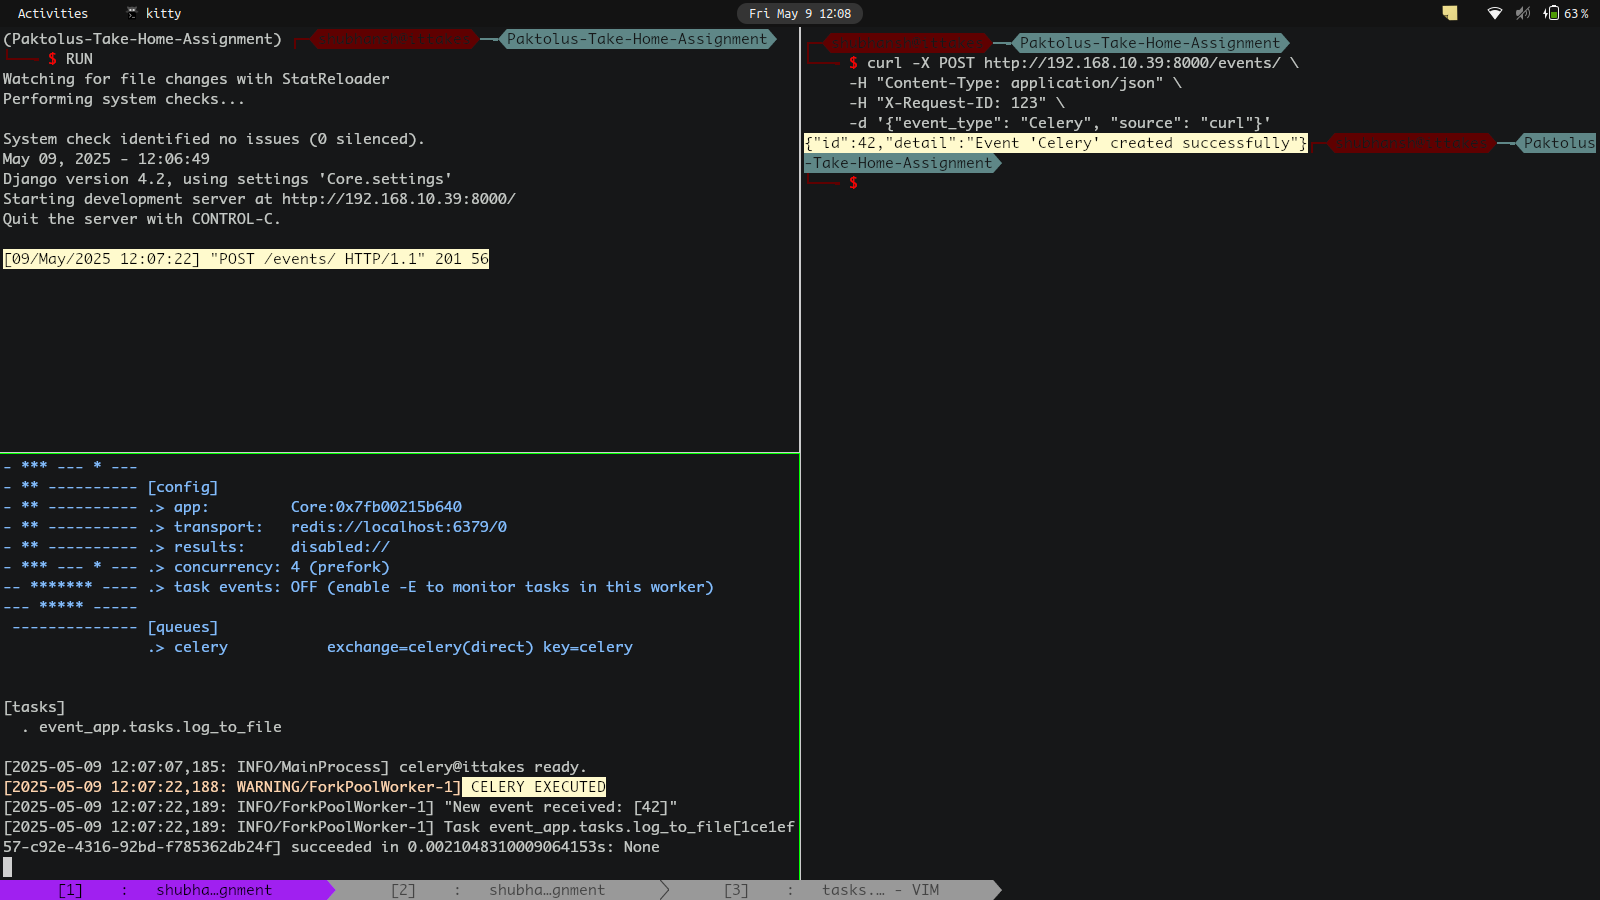 Activities
kitty
Fri May 9 12:08
63 %
(Paktolus-Take-Home-Assignment)
Paktolus-Take-Home-Assignment
$ RUN
Watching for file changes with StatReloader
Performing system checks...
System check identified no issues (0 silenced).
May 09, 2025 - 12:06:49
Django version 4.2, using settings 'Core.settings'
Starting development server at http://192.168.10.39:8000/
Quit the server with CONTROL-C.
[09/May/2025 12:07:22] "POST /events/ HTTP/1.1" 201 56
Paktolus-Take-Home-Assignment
$ curl -X POST http://192.168.10.39:8000/events/ \
-H "Content-Type: application/json" \
-H "X-Request-ID: 123" \
-d '{"event_type": "Celery", "source": "curl"}'
{"id":42,"detail":"Event 'Celery' created successfully"}
Paktolus
-Take-Home-Assignment
$
- *** --- * ---
- ** ---------- [config]
- ** ---------- .> app: Core:0x7fb00215b640
- ** ---------- .> transport: redis://localhost:6379/0
- ** ---------- .> results: disabled://
- *** --- * --- .> concurrency: 4 (prefork)
-- ******* ---- .> task events: OFF (enable -E to monitor tasks in this worker)
--- ***** -----
-------------- [queues]
.> celery exchange=celery(direct) key=celery
[tasks]
. event_app.tasks.log_to_file
[2025-05-09 12:07:07,185: INFO/MainProcess] celery@ittakes ready.
[2025-05-09 12:07:22,188: WARNING/ForkPoolWorker-1] CELERY EXECUTED
[2025-05-09 12:07:22,189: INFO/ForkPoolWorker-1] "New event received: [42]"
[2025-05-09 12:07:22,189: INFO/ForkPoolWorker-1] Task event_app.tasks.log_to_file[1ce1ef
57-c92e-4316-92bd-f785362db24f] succeeded in 0.0021048310009064153s: None
[1] : shubha…gnment
[2] : shubha…gnment
[3] : tasks.… - VIM